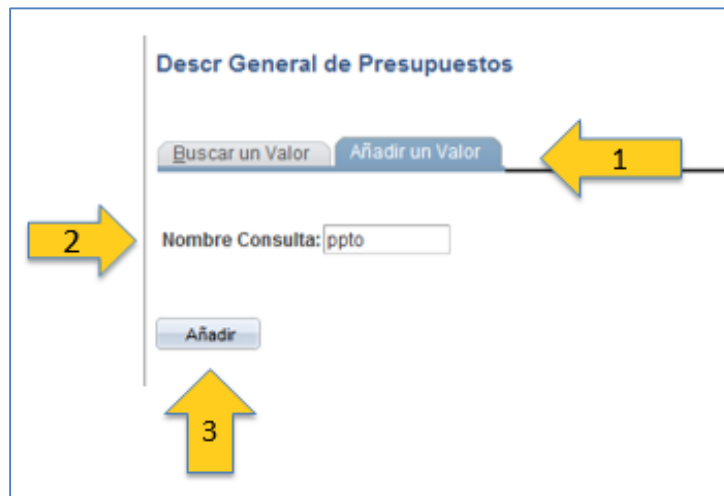 Descr General de Presupuestos
Buscar un Valor Añadir un Valor
1
2
Nombre Consulta: ppto
Añadir
3